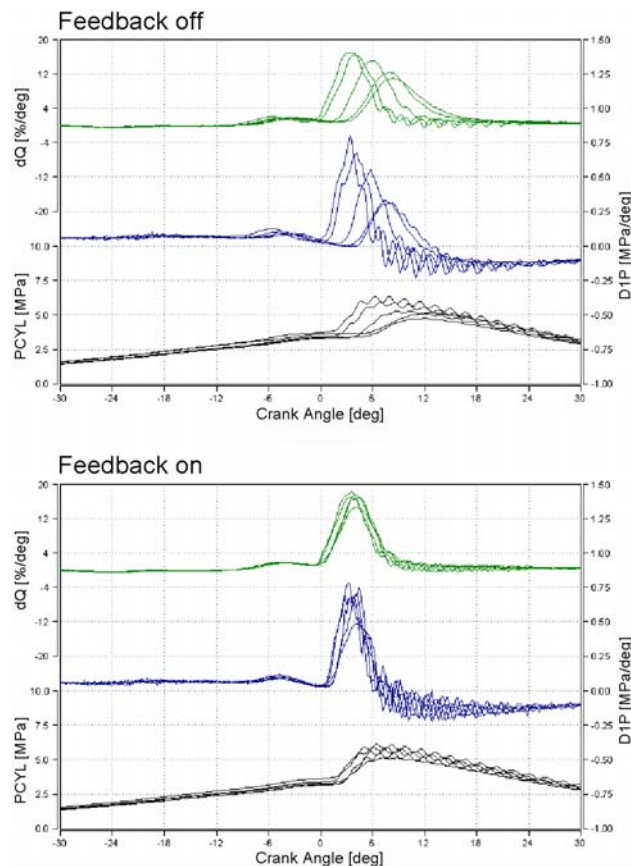 Feedback off
20 1.50
12 1.25
4 1.00
-4 0.75
-12 0.50
-20 0.25
10.0 0.00
7.5 -0.25
5.0 -0.50
2.5 -0.75
0.0 -1.00
dQ [%/deg]
PCYL [MPa]
D1P [MPa/deg]
-30 -24 -18 -12 -6 0 6 12 18 24 30
Crank Angle [deg]
Feedback on
20 1.50
12 1.25
4 1.00
-4 0.75
-12 0.50
-20 0.25
10.0 0.00
7.5 -0.25
5.0 -0.50
2.5 -0.75
0.0 -1.00
dQ [%/deg]
PCYL [MPa]
D1P [MPa/deg]
-30 -24 -18 -12 -6 0 6 12 18 24 30
Crank Angle [deg]